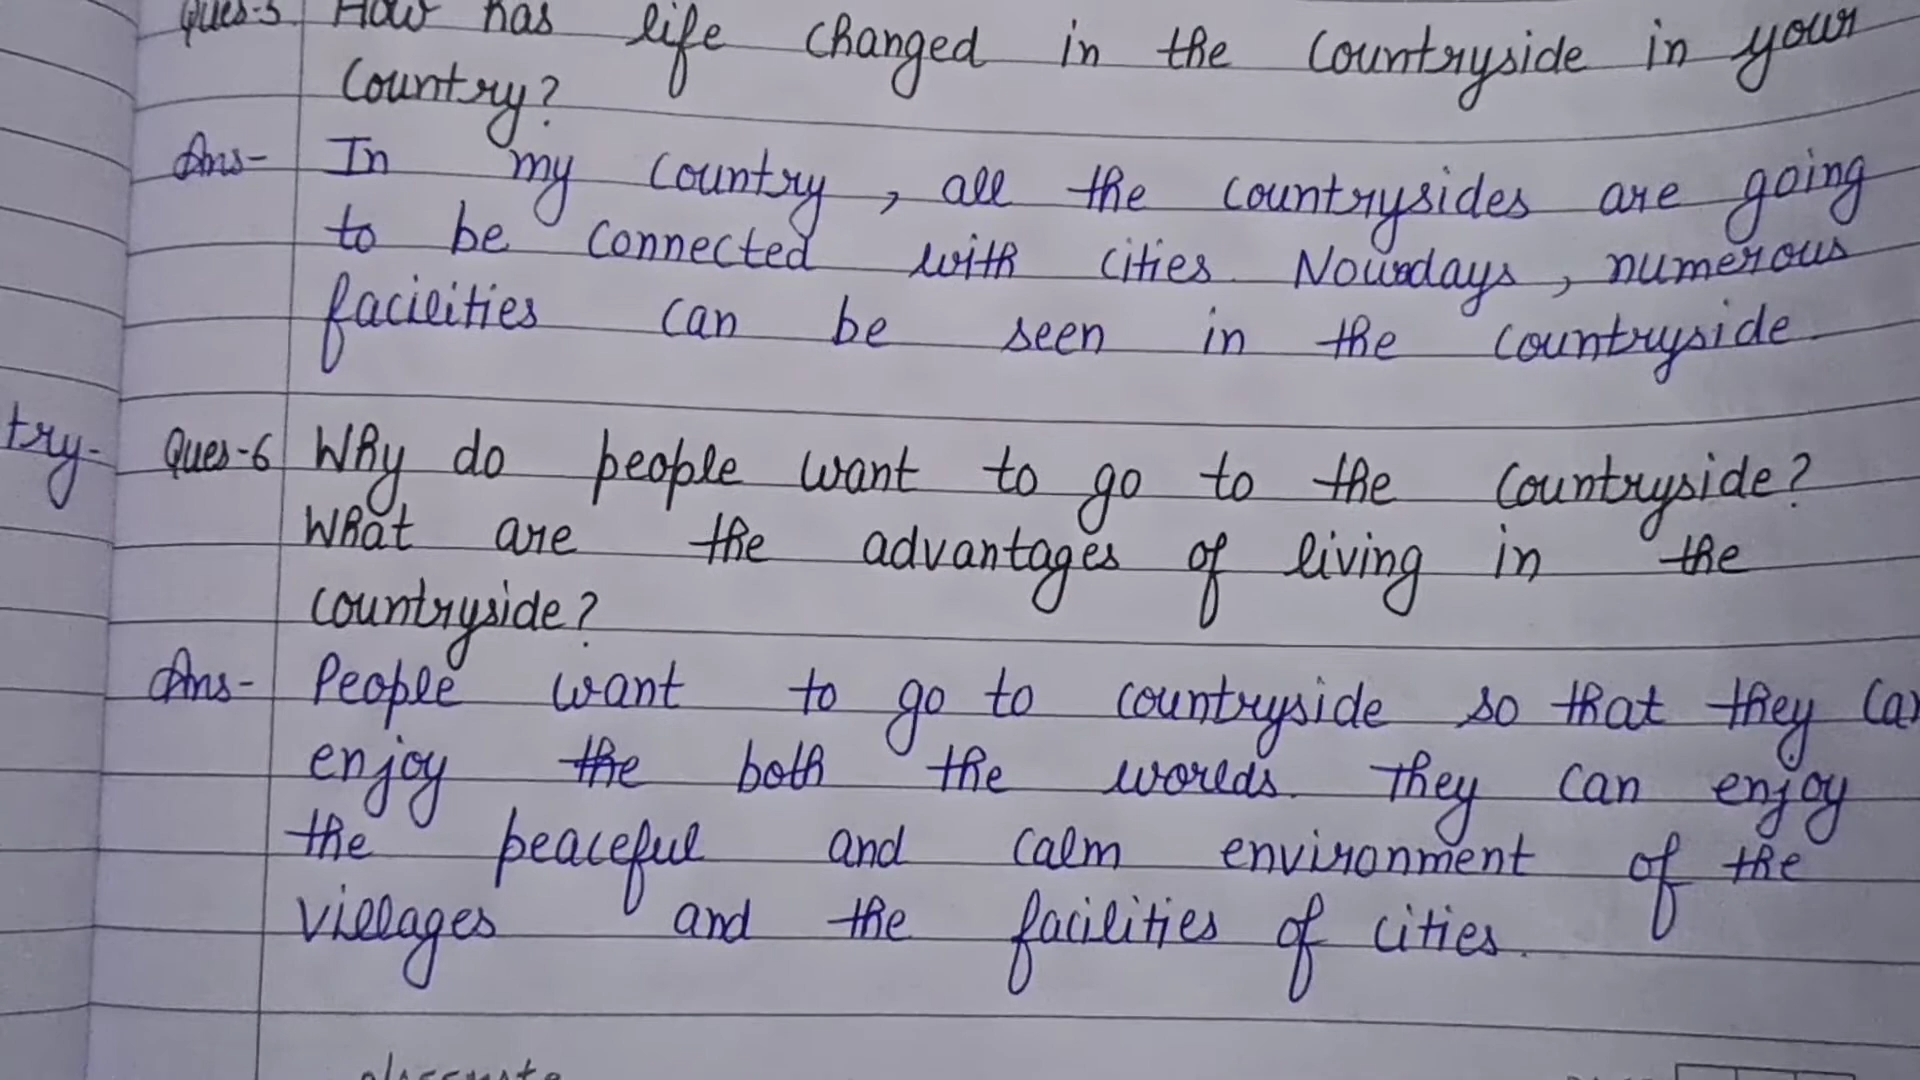 Ques-5 How has life changed in the countryside in your
country?
Ans- In my country, all the countrysides are going
to be connected with cities. Nowdays, numerous
facilities can be seen in the countryside
try-
Ques-6 Why do people want to go to the countryside?
What are the advantages of living in the
countryside?
Ans- People want to go to countryside so that they can
enjoy the both the worlds. They can enjoy
the peaceful and calm environment of the
villages and the facilities of cities.
classmate